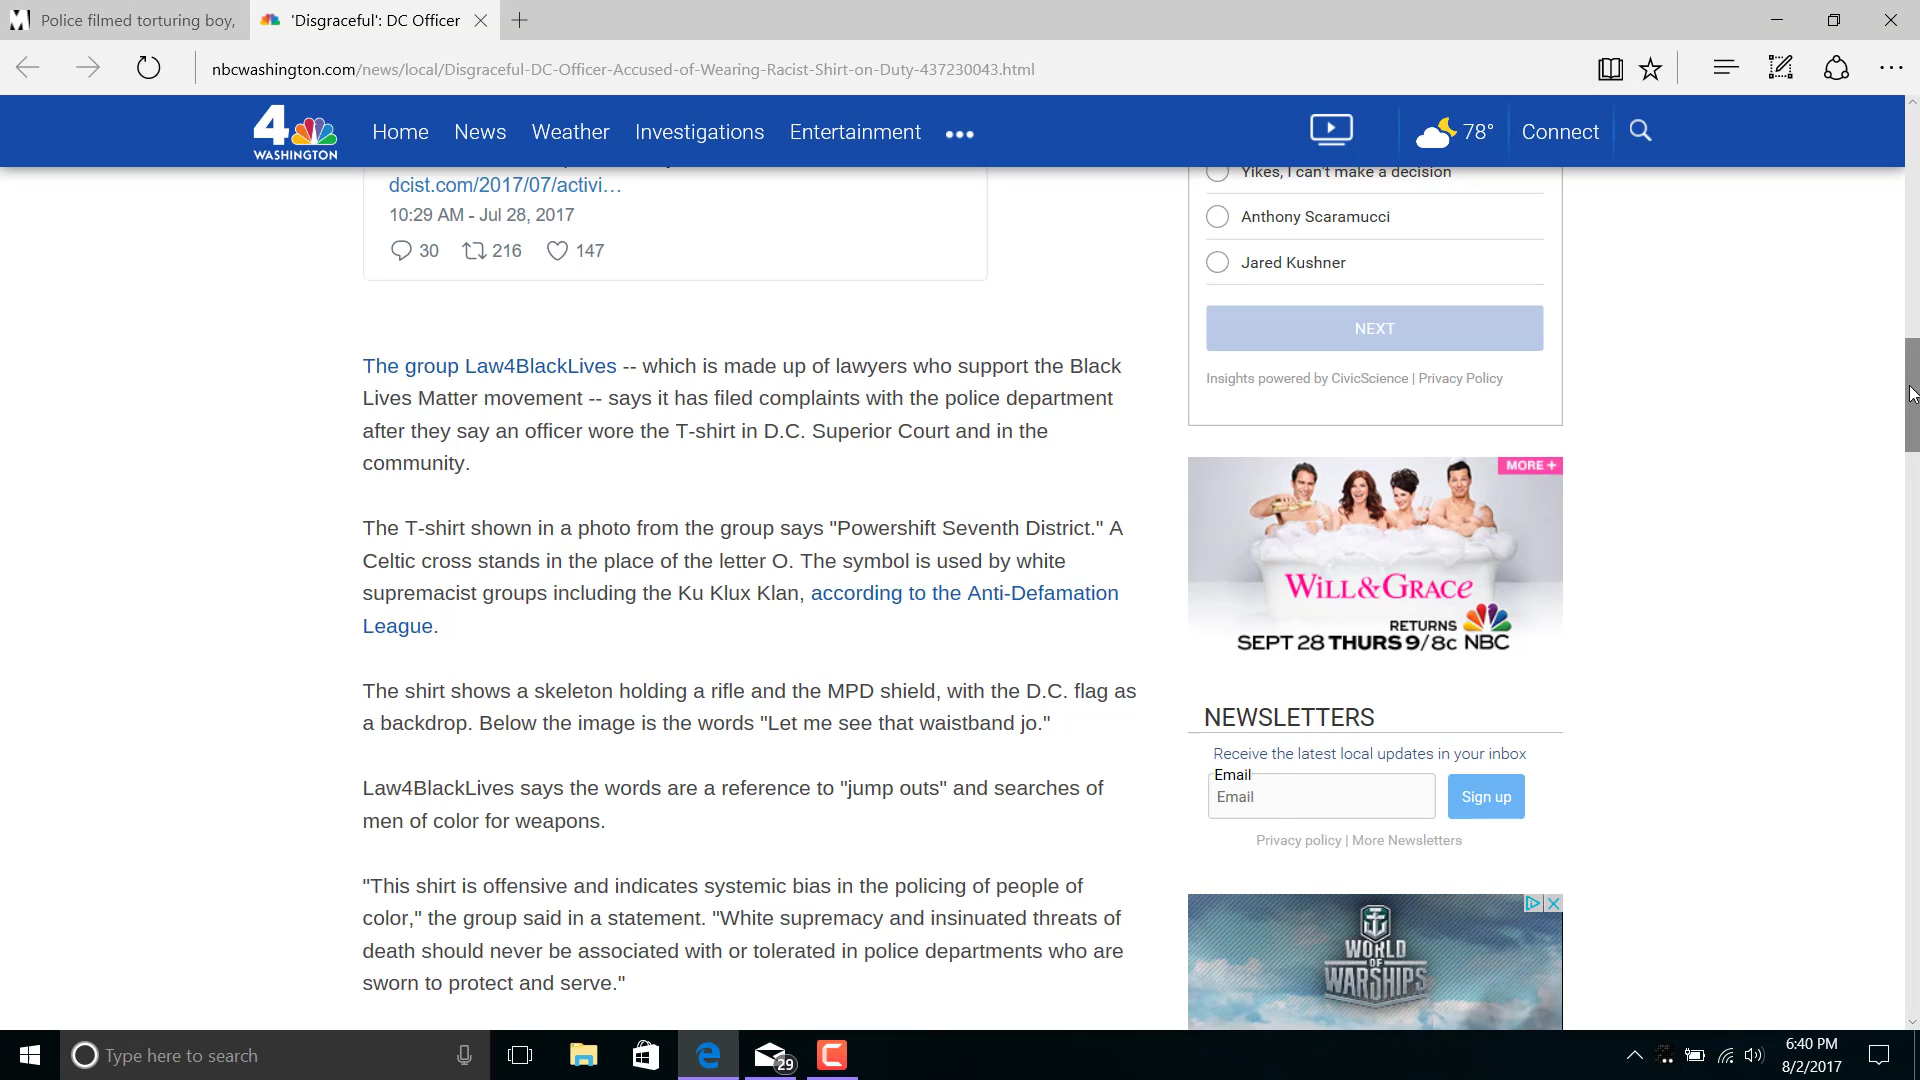 Police filmed torturing boy,
'Disgraceful': DC Officer
nbcwashington.com/news/local/Disgraceful-DC-Officer-Accused-of-Wearing-Racist-Shirt-on-Duty-437230043.html
4
WASHINGTON
Home
News
Weather
Investigations
Entertainment
78°
Connect
dcist.com/2017/07/activi…
10:29 AM - Jul 28, 2017
30
216
147
The group Law4BlackLives -- which is made up of lawyers who support the Black
Lives Matter movement -- says it has filed complaints with the police department
after they say an officer wore the T-shirt in D.C. Superior Court and in the
community.
The T-shirt shown in a photo from the group says "Powershift Seventh District." A
Celtic cross stands in the place of the letter O. The symbol is used by white
supremacist groups including the Ku Klux Klan, according to the Anti-Defamation
League.
The shirt shows a skeleton holding a rifle and the MPD shield, with the D.C. flag as
a backdrop. Below the image is the words "Let me see that waistband jo."
Law4BlackLives says the words are a reference to "jump outs" and searches of
men of color for weapons.
"This shirt is offensive and indicates systemic bias in the policing of people of
color," the group said in a statement. "White supremacy and insinuated threats of
death should never be associated with or tolerated in police departments who are
sworn to protect and serve."
Yikes, I can't make a decision
Anthony Scaramucci
Jared Kushner
NEXT
Insights powered by CivicScience | Privacy Policy
MORE +
WILL & GRACE
RETURNS
SEPT 28 THURS 9/8c NBC
NEWSLETTERS
Receive the latest local updates in your inbox
Email
Email
Sign up
Privacy policy | More Newsletters
WORLD
OF
WARSHIPS
Type here to search
29
6:40 PM
8/2/2017